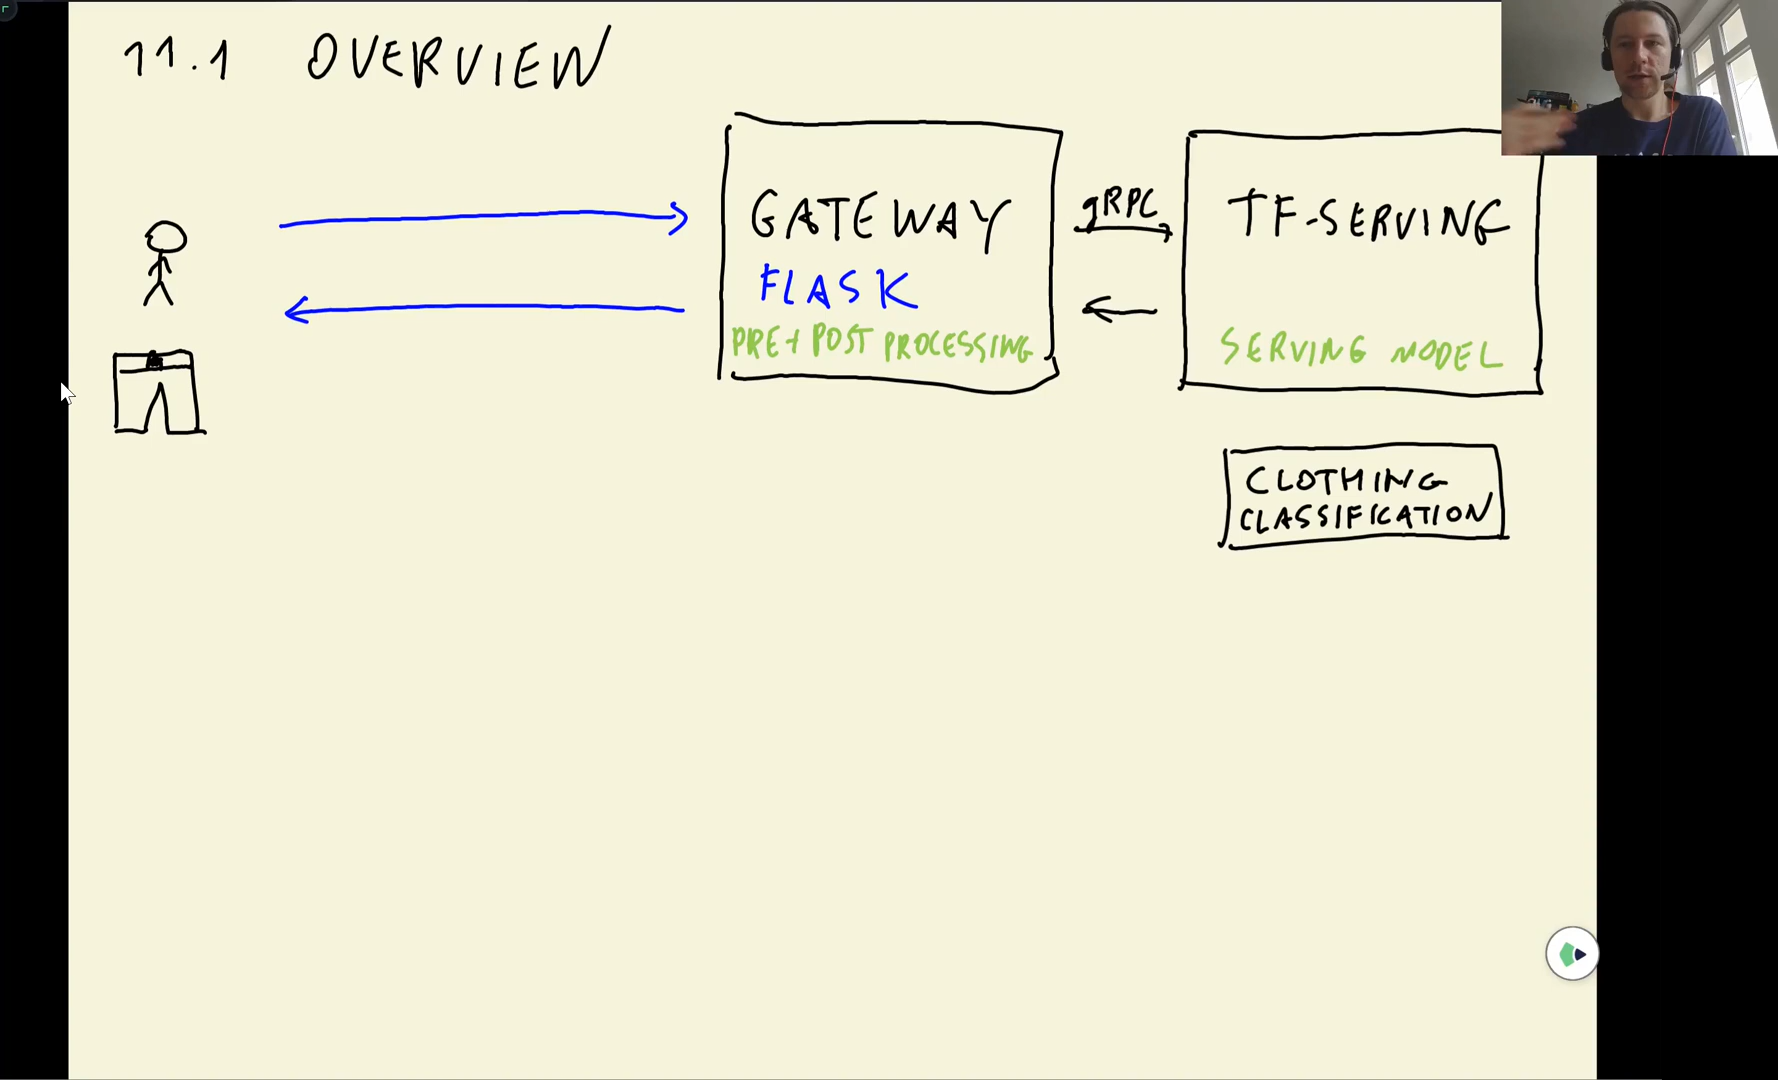 11.1 OVERVIEW
GATEWAY
FLASK
PRE+ POST PROCESSING
gRPC
TF-SERVING
SERVING MODEL
CLOTHING
CLASSIFICATION